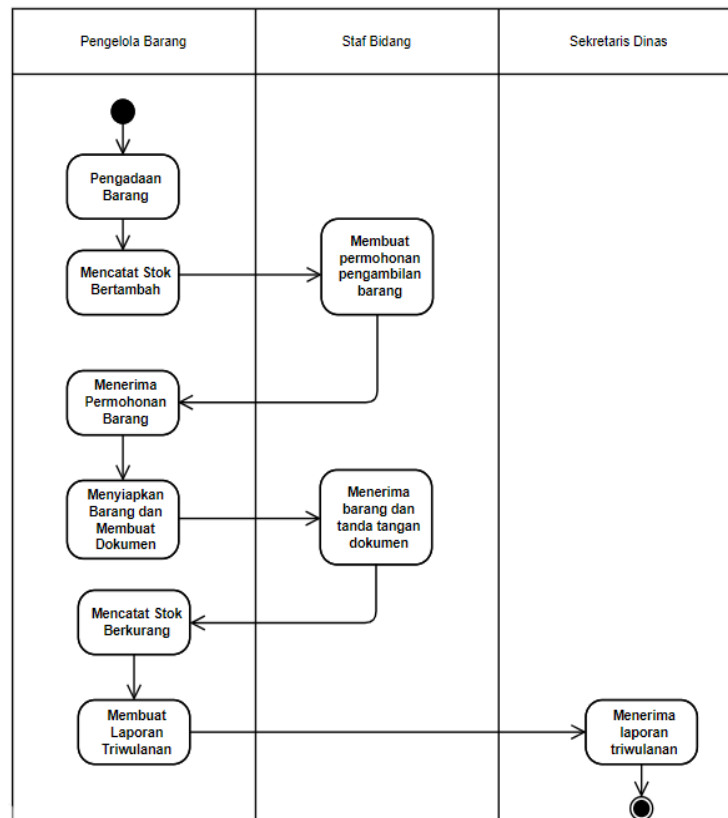 Pengelola Barang
Staf Bidang
Sekretaris Dinas
Pengadaan
Barang
Mencatat Stok
Bertambah
Membuat
permohonan
pengambilan
barang
Menerima
Permohonan
Barang
Menyiapkan
Barang dan
Membuat
Dokumen
Menerima
barang dan
tanda tangan
dokumen
Mencatat Stok
Berkurang
Membuat
Laporan
Triwulanan
Menerima
laporan
triwulanan